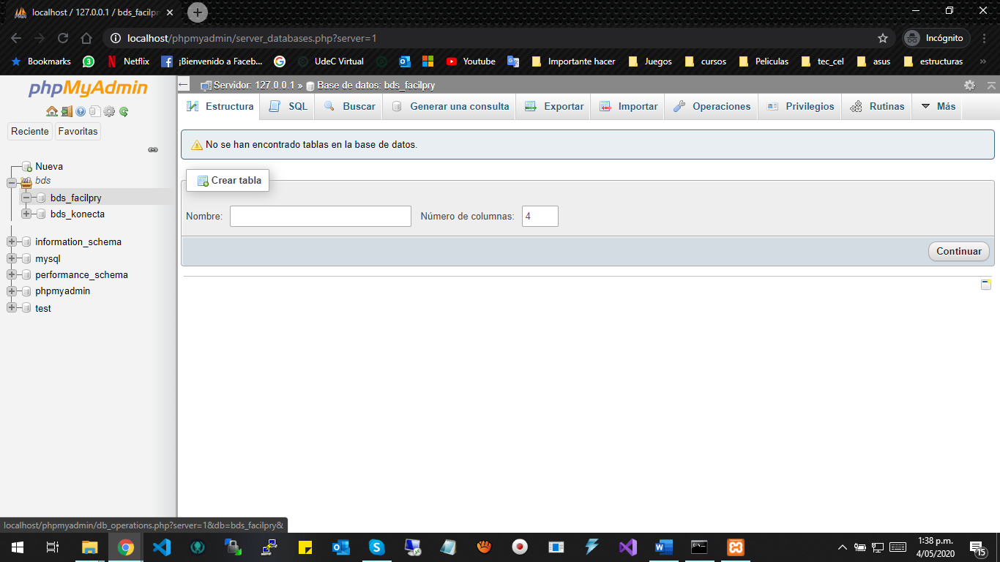 localhost / 127.0.0.1 / bds_facilpr
localhost/phpmyadmin/server_databases.php?server=1
Incógnito
Bookmarks
3
Netflix
¡Bienvenido a Faceb...
UdeC Virtual
Youtube
Importante hacer
Juegos
cursos
Peliculas
tec_cel
asus
estructuras
»
phpMyAdmin
Servidor: 127.0.0.1 » Base de datos: bds_facilpry
Estructura
SQL
Buscar
Generar una consulta
Exportar
Importar
Operaciones
Privilegios
Rutinas
Más
Reciente
Favoritas
Nueva
bds
bds_facilpry
bds_konecta
information_schema
mysql
performance_schema
phpmyadmin
test
No se han encontrado tablas en la base de datos.
Crear tabla
Nombre:
Número de columnas: 4
Continuar
localhost/phpmyadmin/db_operations.php?server=1&db=bds_facilpry&
1:38 p.m.
4/05/2020
15